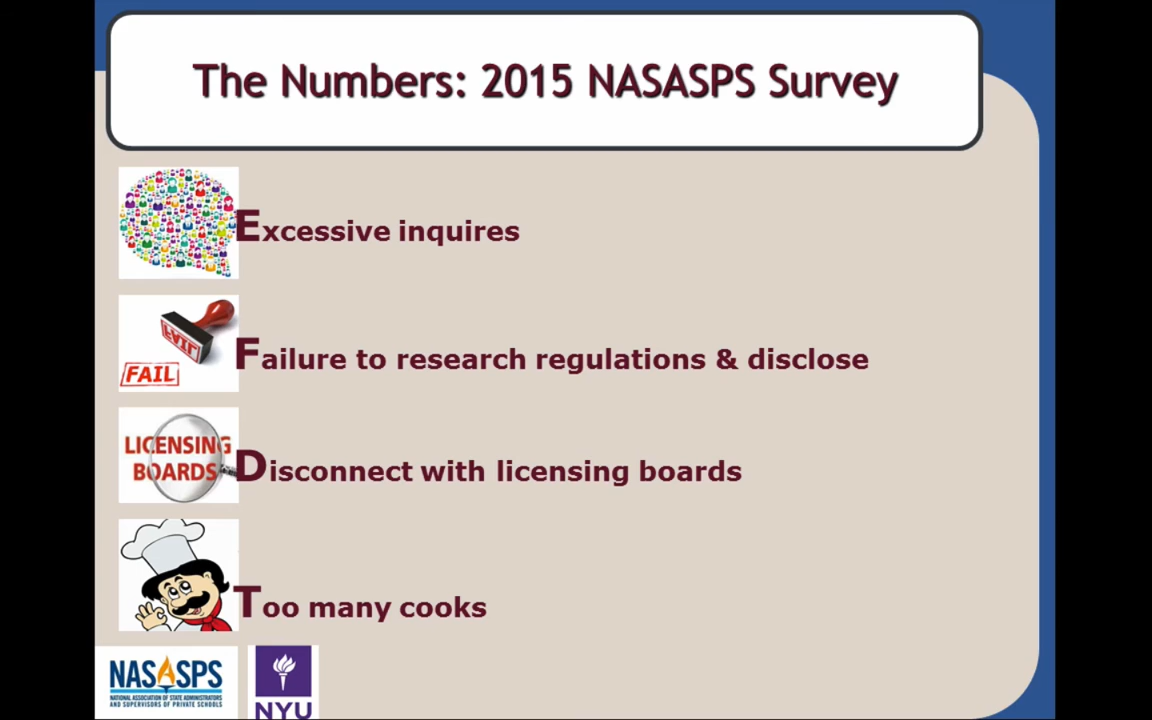 The Numbers: 2015 NASASPS Survey
Excessive inquires
FAIL
FAIL
Failure to research regulations & disclose
LICENSING
BOARDS
Disconnect with licensing boards
Too many cooks
NASASPS
NATIONAL ASSOCIATION OF STATE ADMINISTRATORS
AND SUPERVISORS OF PRIVATE SCHOOLS
NYU